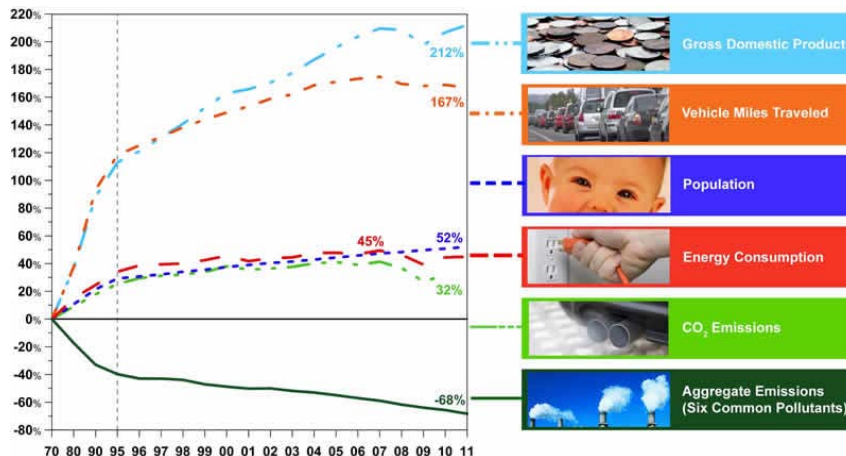 220%
200%
180%
160%
140%
120%
100%
80%
60%
40%
20%
0%
-20%
-40%
-60%
-80%
212%
167%
52%
45%
32%
-68%
70 80 90 95 96 97 98 99 00 01 02 03 04 05 06 07 08 09 10 11
Gross Domestic Product
Vehicle Miles Traveled
Population
Energy Consumption
CO₂ Emissions
Aggregate Emissions
(Six Common Pollutants)